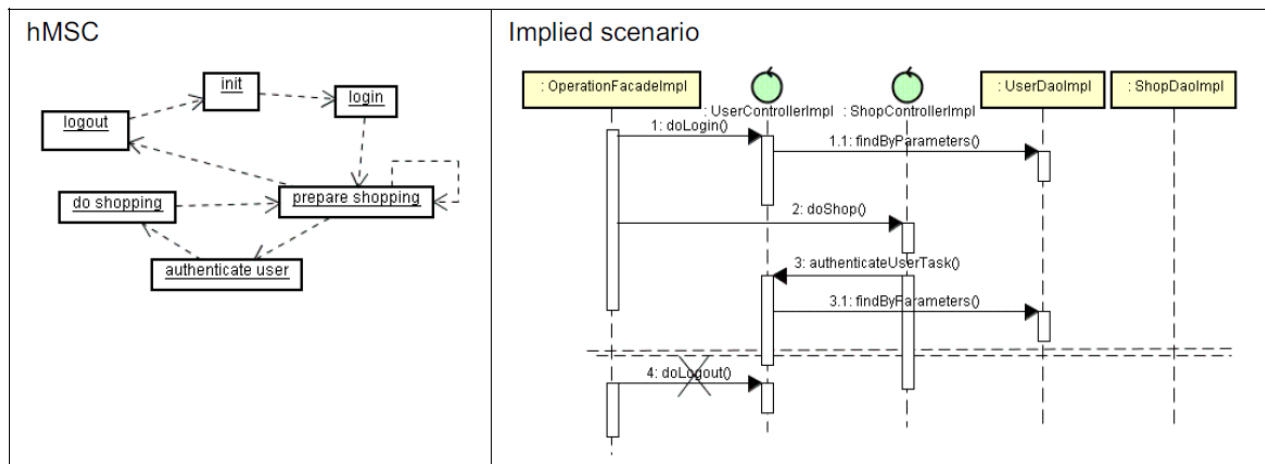 hMSC
init
login
logout
do shopping
prepare shopping
authenticate user
Implied scenario
: OperationFacadeImpl
: UserControllerImpl
: ShopControllerImpl
: UserDaoImpl
: ShopDaoImpl
1: doLogin()
1.1: findByParameters()
2: doShop()
3: authenticateUserTask()
3.1: findByParameters()
4: doLogout()